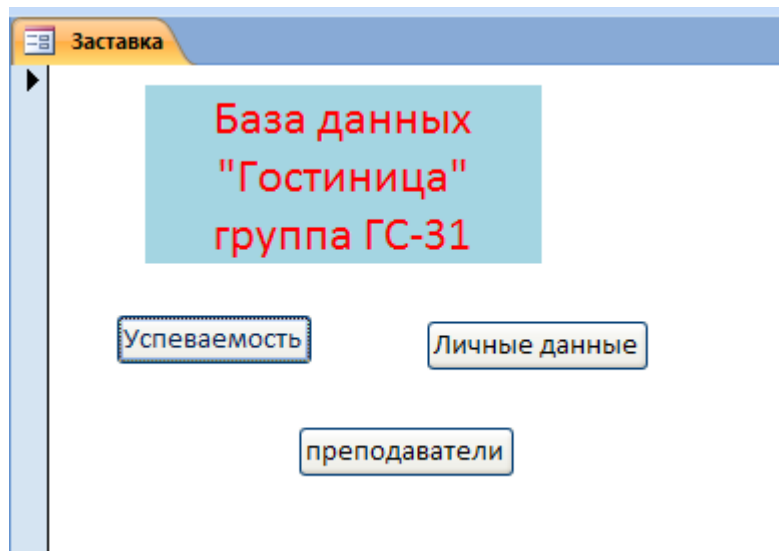 Заставка
База данных
"Гостиница"
группа ГС-31
Успеваемость
Личные данные
преподаватели